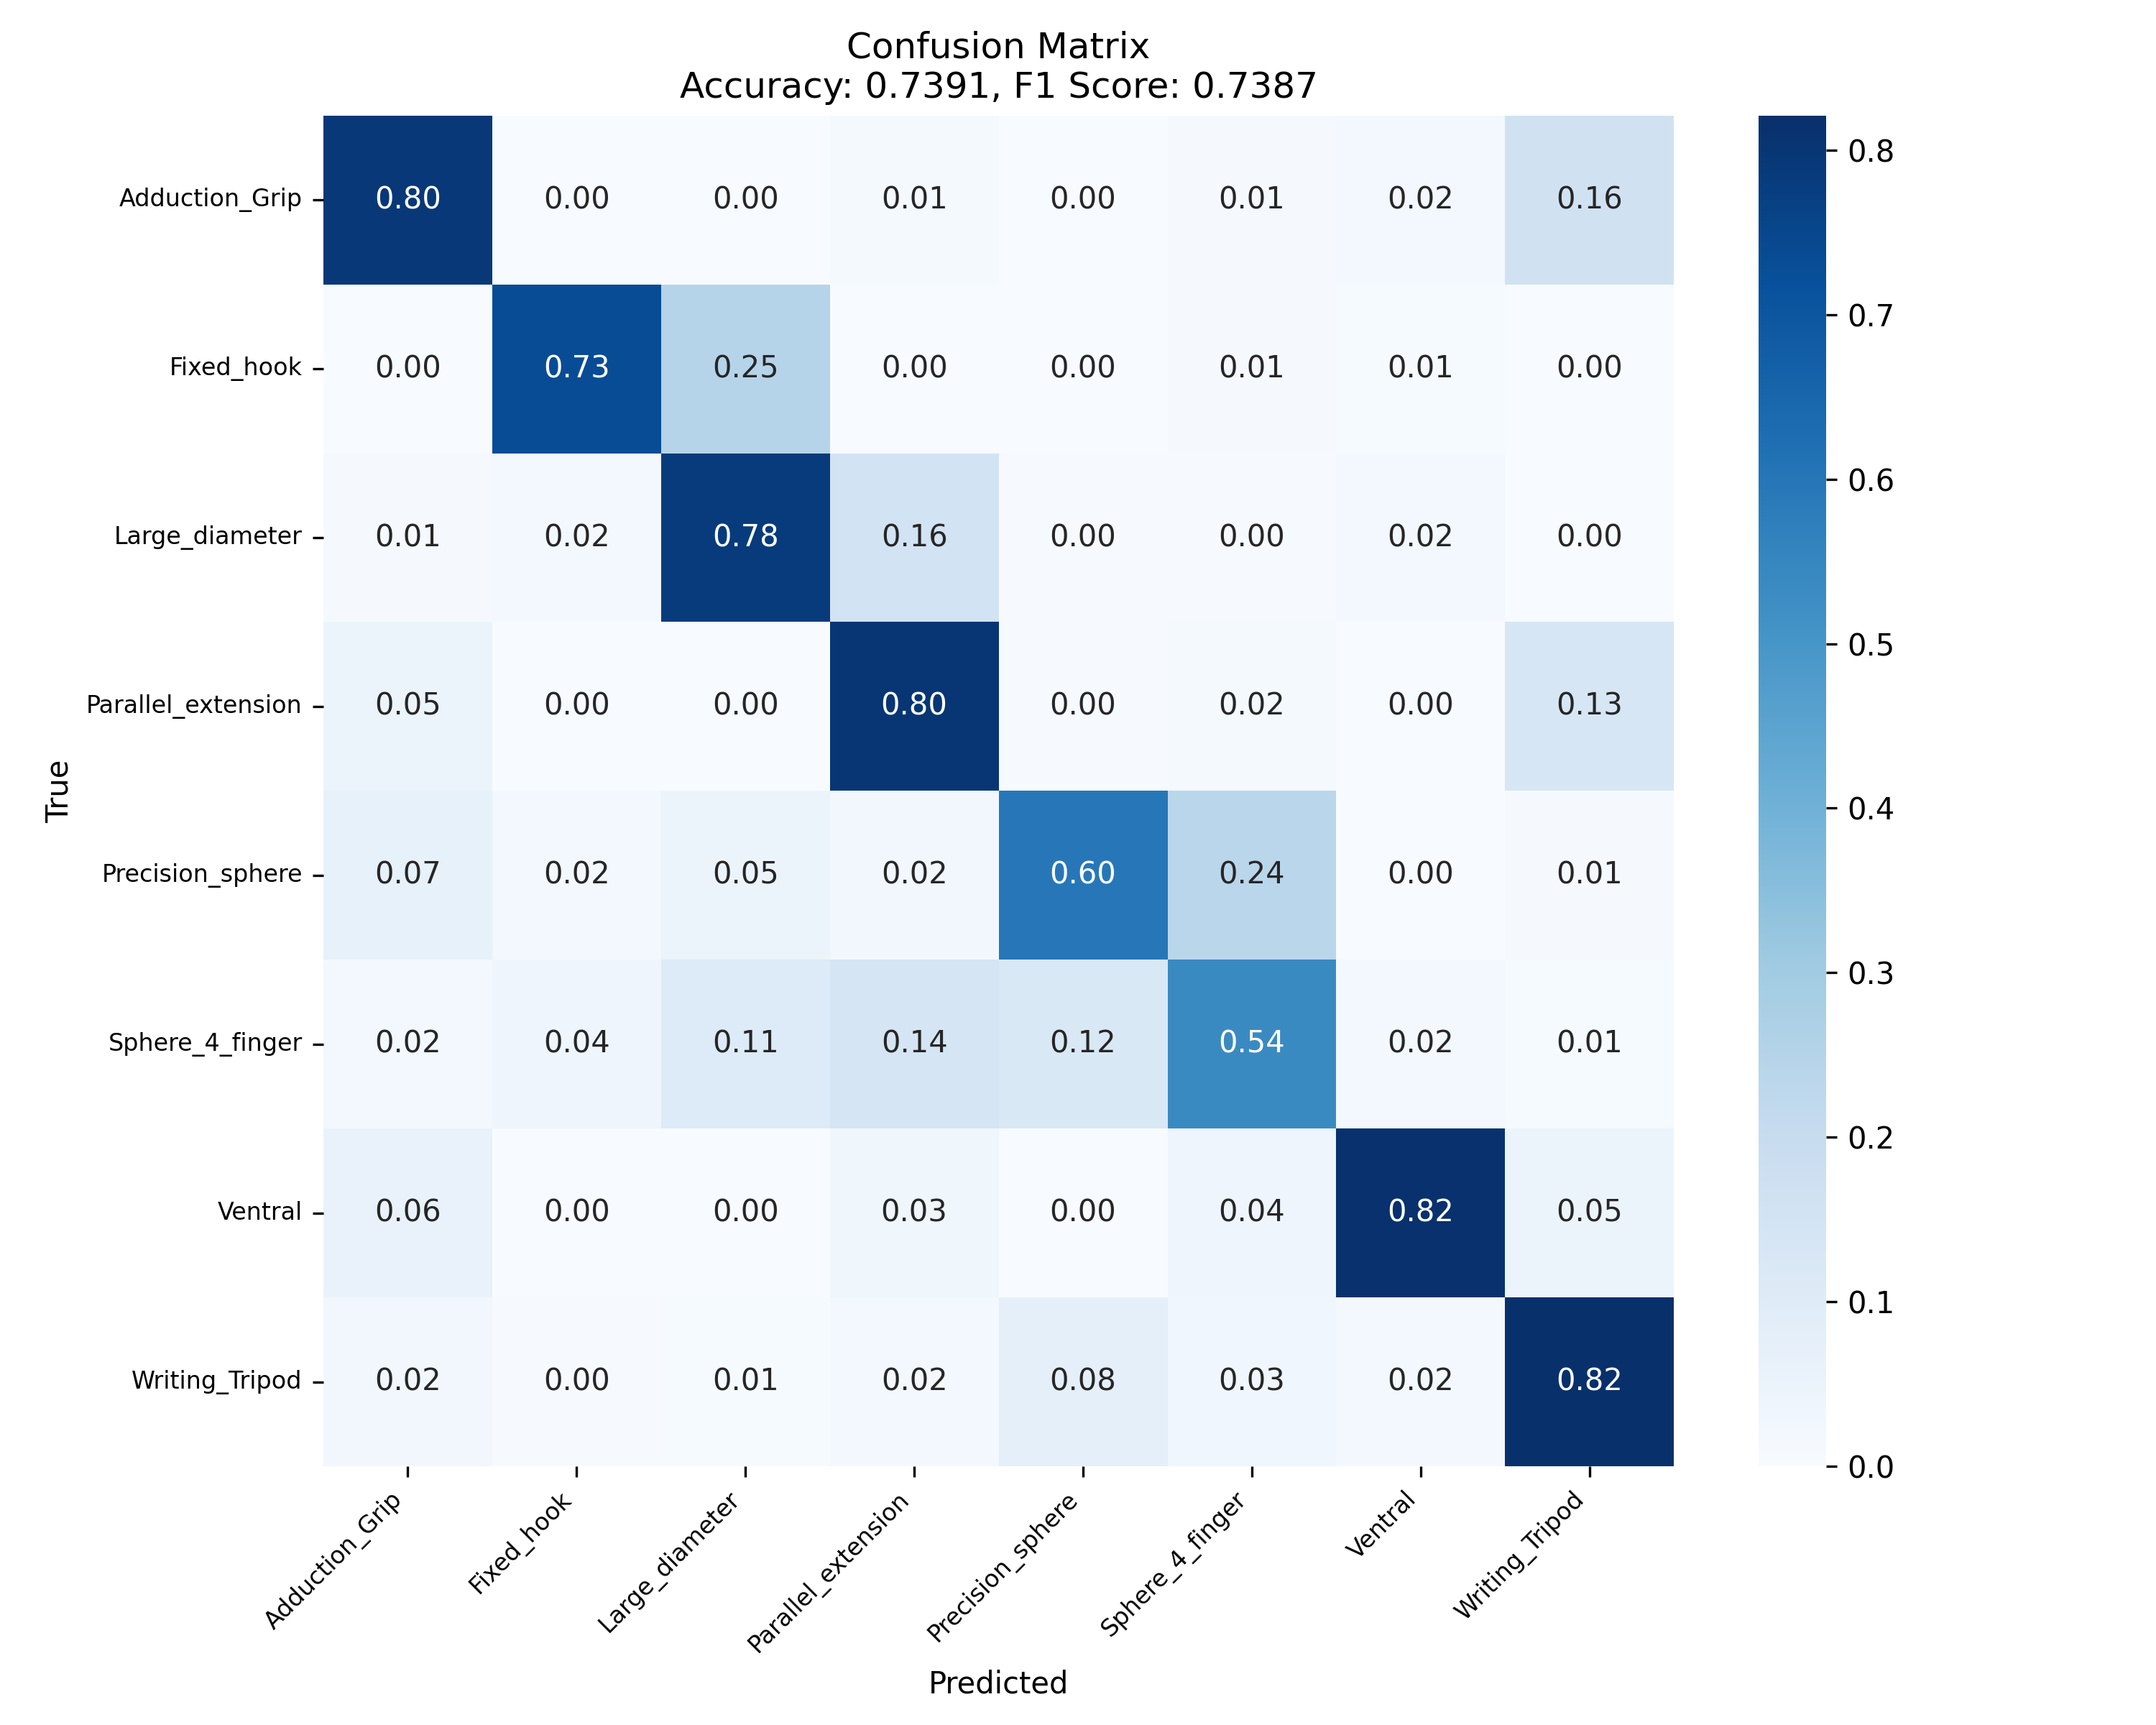 Confusion Matrix
Accuracy: 0.7391, F1 Score: 0.7387
Adduction_Grip 0.80 0.00 0.00 0.01 0.00 0.01 0.02 0.16
Fixed_hook 0.00 0.73 0.25 0.00 0.00 0.01 0.01 0.00
Large_diameter 0.01 0.02 0.78 0.16 0.00 0.00 0.02 0.00
Parallel_extension 0.05 0.00 0.00 0.80 0.00 0.02 0.00 0.13
Precision_sphere 0.07 0.02 0.05 0.02 0.60 0.24 0.00 0.01
Sphere_4_finger 0.02 0.04 0.11 0.14 0.12 0.54 0.02 0.01
Ventral 0.06 0.00 0.00 0.03 0.00 0.04 0.82 0.05
Writing_Tripod 0.02 0.00 0.01 0.02 0.08 0.03 0.02 0.82
True
Adduction_Grip Fixed_hook Large_diameter Parallel_extension Precision_sphere Sphere_4_finger Ventral Writing_Tripod
Predicted
0.8
0.7
0.6
0.5
0.4
0.3
0.2
0.1
0.0